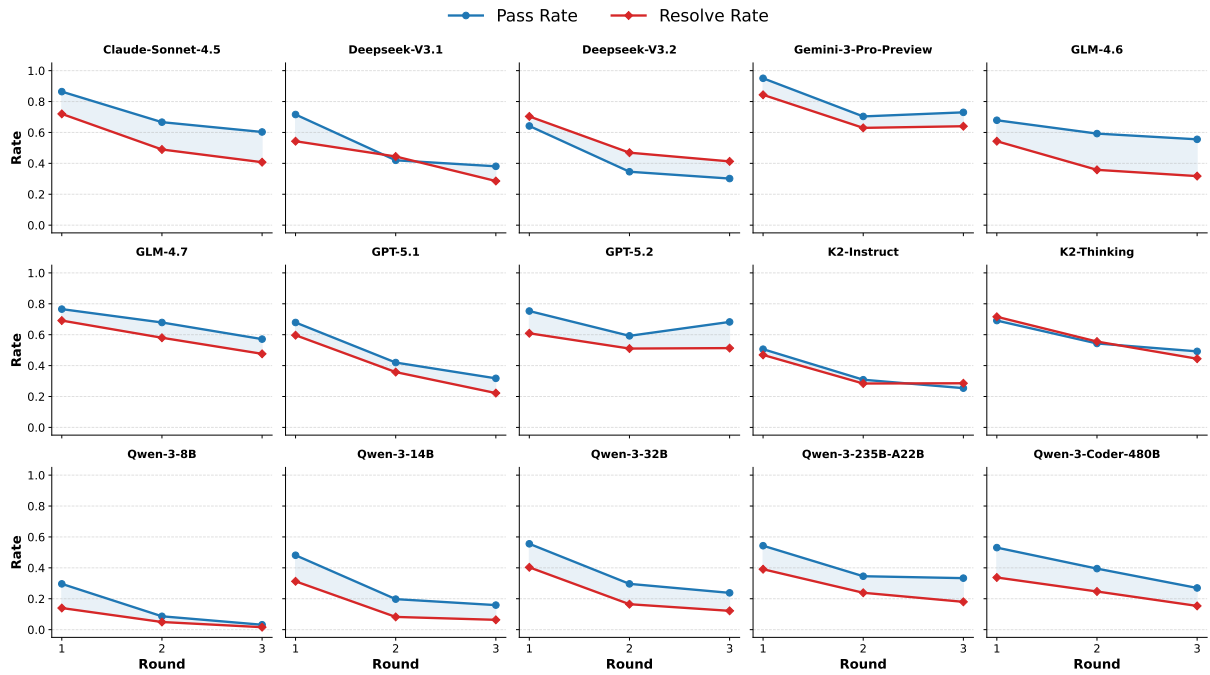 Pass Rate Resolve Rate
Claude-Sonnet-4.5 Deepseek-V3.1 Deepseek-V3.2 Gemini-3-Pro-Preview GLM-4.6
1.0
0.8
0.6
0.4
0.2
0.0
Rate
GLM-4.7 GPT-5.1 GPT-5.2 K2-Instruct K2-Thinking
1.0
0.8
0.6
0.4
0.2
0.0
Rate
Qwen-3-8B Qwen-3-14B Qwen-3-32B Qwen-3-235B-A22B Qwen-3-Coder-480B
1.0
0.8
0.6
0.4
0.2
0.0
Rate
1 2 3 1 2 3 1 2 3 1 2 3 1 2 3
Round Round Round Round Round